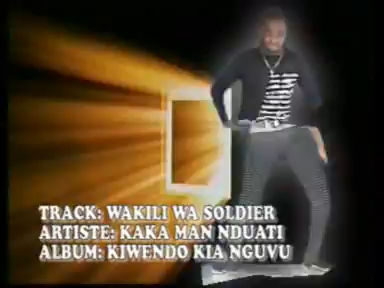 TRACK: WAKILI WA SOLDIER
ARTISTE: KAKA MAN NDUATI
ALBUM: KIWENDO KIA NGUVU